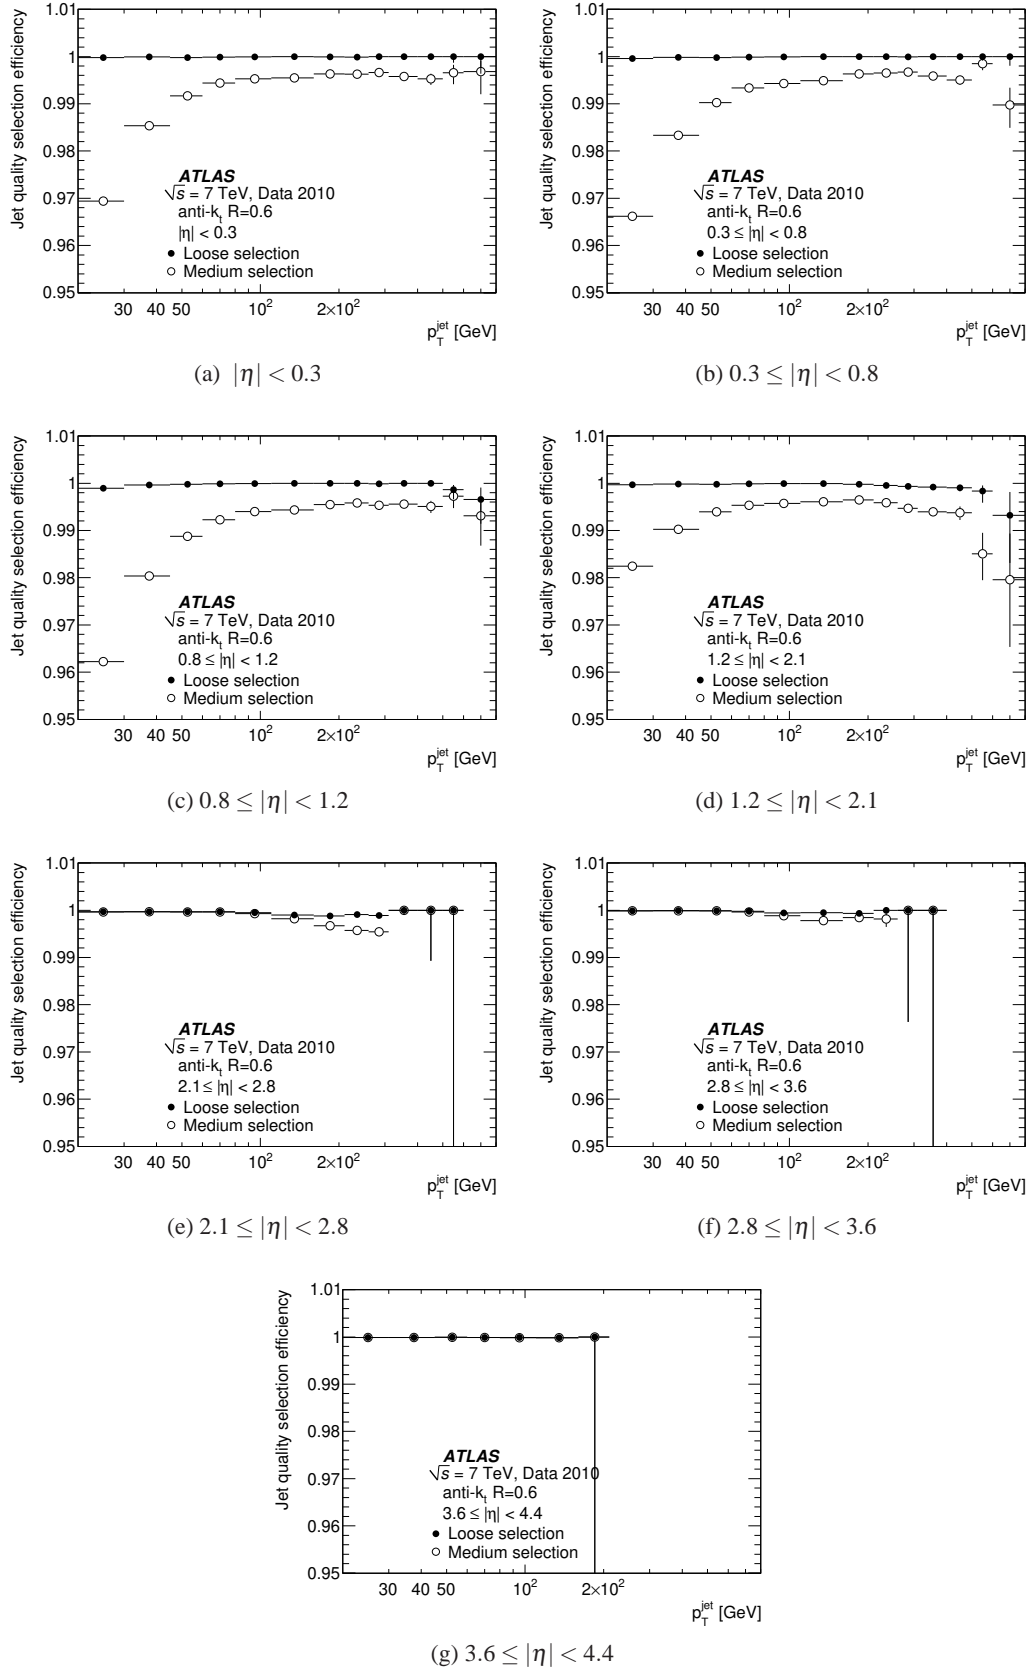 1.01
1
0.99
0.98
0.97
0.96
0.95
Jet quality selection efficiency
ATLAS
√s = 7 TeV, Data 2010
anti-k_t R=0.6
|η| < 0.3
Loose selection
Medium selection
30 40 50 10² 2×10²
p_T^jet [GeV]
(a) |η| < 0.3
1.01
1
0.99
0.98
0.97
0.96
0.95
Jet quality selection efficiency
ATLAS
√s = 7 TeV, Data 2010
anti-k_t R=0.6
0.3 ≤ |η| < 0.8
Loose selection
Medium selection
30 40 50 10² 2×10²
p_T^jet [GeV]
(b) 0.3 ≤ |η| < 0.8
1.01
1
0.99
0.98
0.97
0.96
0.95
Jet quality selection efficiency
ATLAS
√s = 7 TeV, Data 2010
anti-k_t R=0.6
0.8 ≤ |η| < 1.2
Loose selection
Medium selection
30 40 50 10² 2×10²
p_T^jet [GeV]
(c) 0.8 ≤ |η| < 1.2
1.01
1
0.99
0.98
0.97
0.96
0.95
Jet quality selection efficiency
ATLAS
√s = 7 TeV, Data 2010
anti-k_t R=0.6
1.2 ≤ |η| < 2.1
Loose selection
Medium selection
30 40 50 10² 2×10²
p_T^jet [GeV]
(d) 1.2 ≤ |η| < 2.1
1.01
1
0.99
0.98
0.97
0.96
0.95
Jet quality selection efficiency
ATLAS
√s = 7 TeV, Data 2010
anti-k_t R=0.6
2.1 ≤ |η| < 2.8
Loose selection
Medium selection
30 40 50 10² 2×10²
p_T^jet [GeV]
(e) 2.1 ≤ |η| < 2.8
1.01
1
0.99
0.98
0.97
0.96
0.95
Jet quality selection efficiency
ATLAS
√s = 7 TeV, Data 2010
anti-k_t R=0.6
2.8 ≤ |η| < 3.6
Loose selection
Medium selection
30 40 50 10² 2×10²
p_T^jet [GeV]
(f) 2.8 ≤ |η| < 3.6
1.01
1
0.99
0.98
0.97
0.96
0.95
Jet quality selection efficiency
ATLAS
√s = 7 TeV, Data 2010
anti-k_t R=0.6
3.6 ≤ |η| < 4.4
Loose selection
Medium selection
30 40 50 10² 2×10²
p_T^jet [GeV]
(g) 3.6 ≤ |η| < 4.4